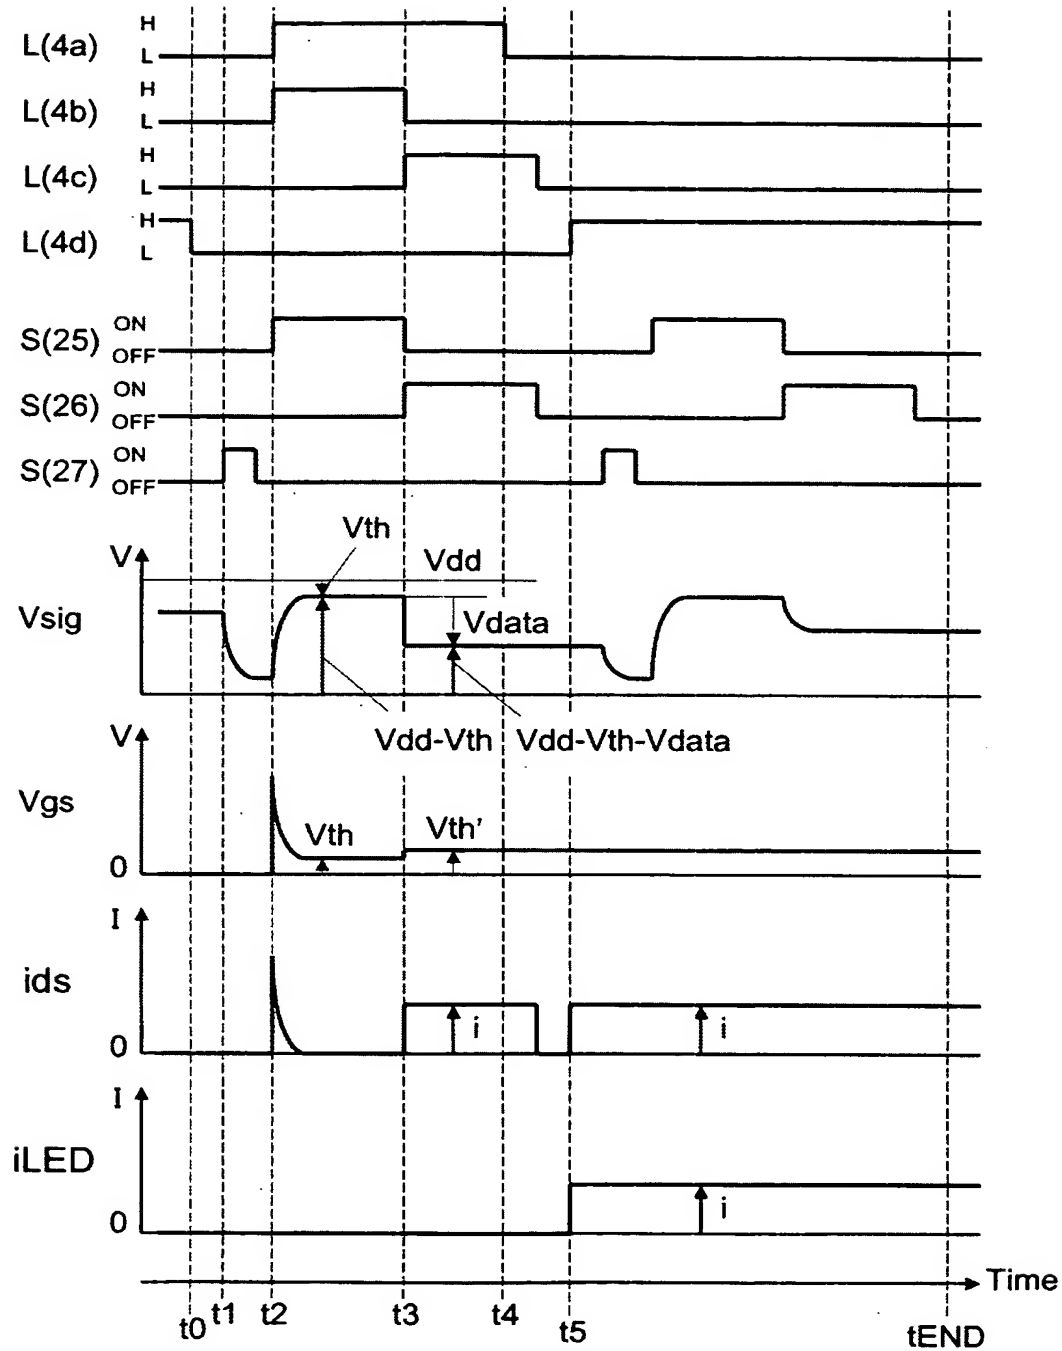 L(4a) H
L
L(4b) H
L
L(4c) H
L
L(4d) H
L
S(25) ON
OFF
S(26) ON
OFF
S(27) ON
OFF
Vth
V
Vdd
Vsig
Vdata
Vdd-Vth
Vdd-Vth-Vdata
V
Vgs
Vth
Vth'
0
I
ids
i
i
0
I
iLED
i
0
Time
t0
t1
t2
t3
t4
t5
tEND